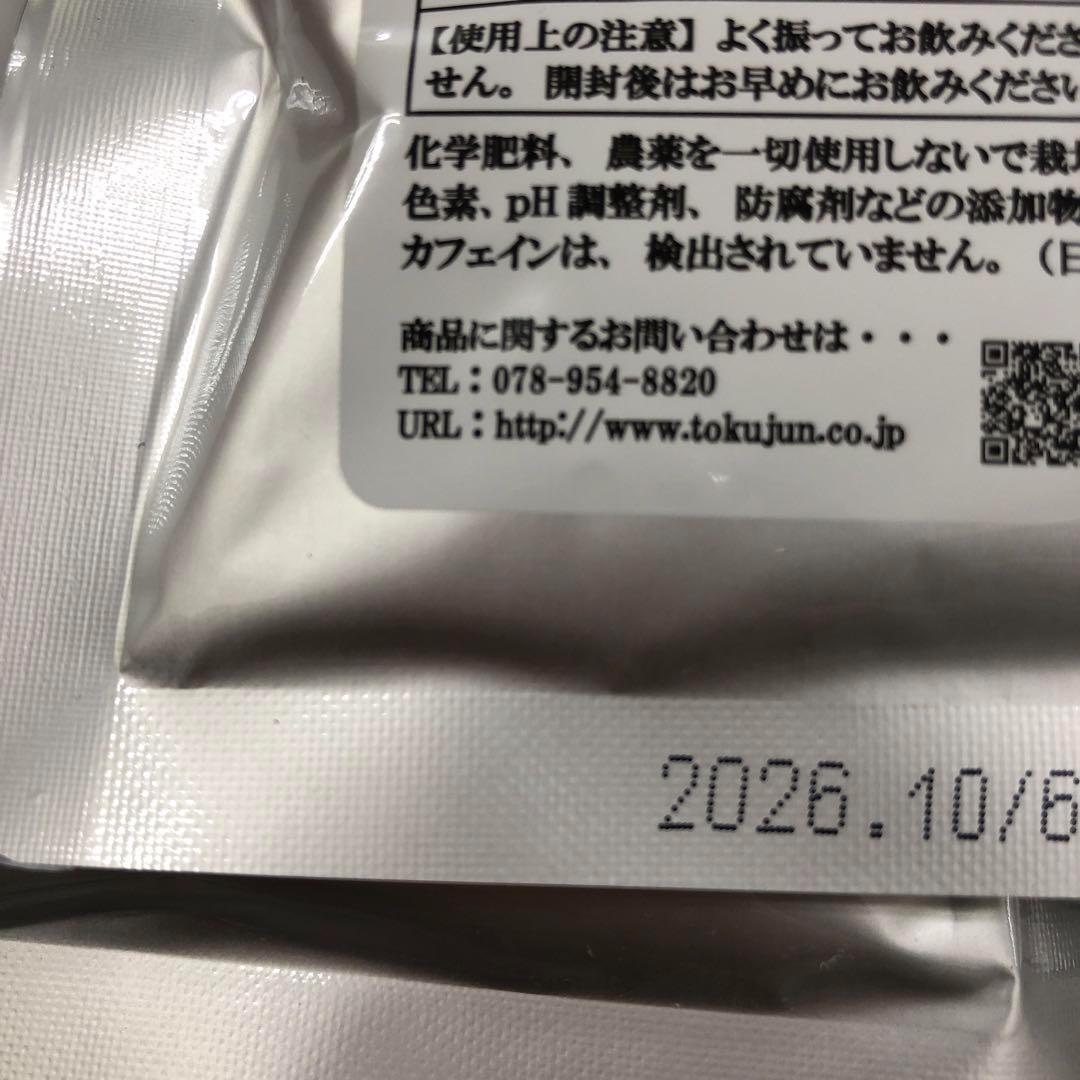 【使用上の注意】よく振ってお飲みくださ
せん。開封後はお早めにお飲みください
化学肥料、農薬を一切使用しないで栽培
色素、pH調整剤、防腐剤などの添加物
カフェインは、検出されていません。（日
商品に関するお問い合わせは・・・
TEL：078-954-8820
URL：http://www.tokujun.co.jp
2026.10/6